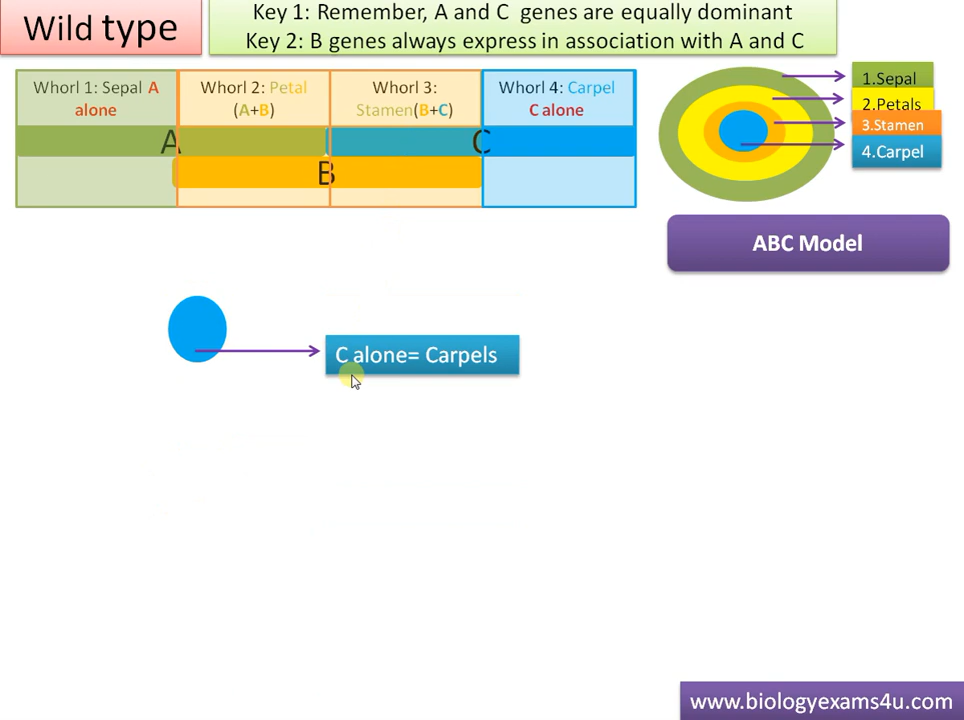 Wild type
Key 1: Remember, A and C genes are equally dominant
Key 2: B genes always express in association with A and C
Whorl 1: Sepal A
alone
Whorl 2: Petal
(A+B)
Whorl 3:
Stamen(B+C)
Whorl 4: Carpel
C alone
A
C
B
1.Sepal
2.Petals
3.Stamen
4.Carpel
ABC Model
C alone= Carpels
www.biologyexams4u.com